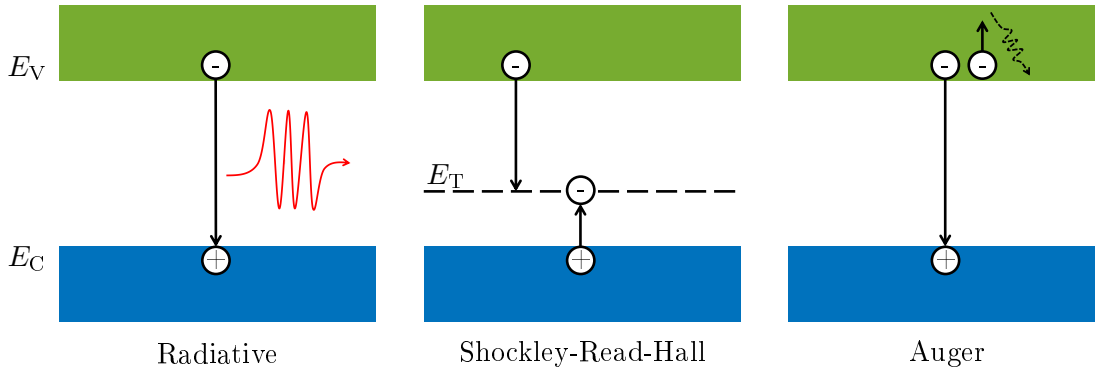 E_V
-
-
-
-
E_T
-
E_C
+
+
+
Radiative
Shockley-Read-Hall
Auger